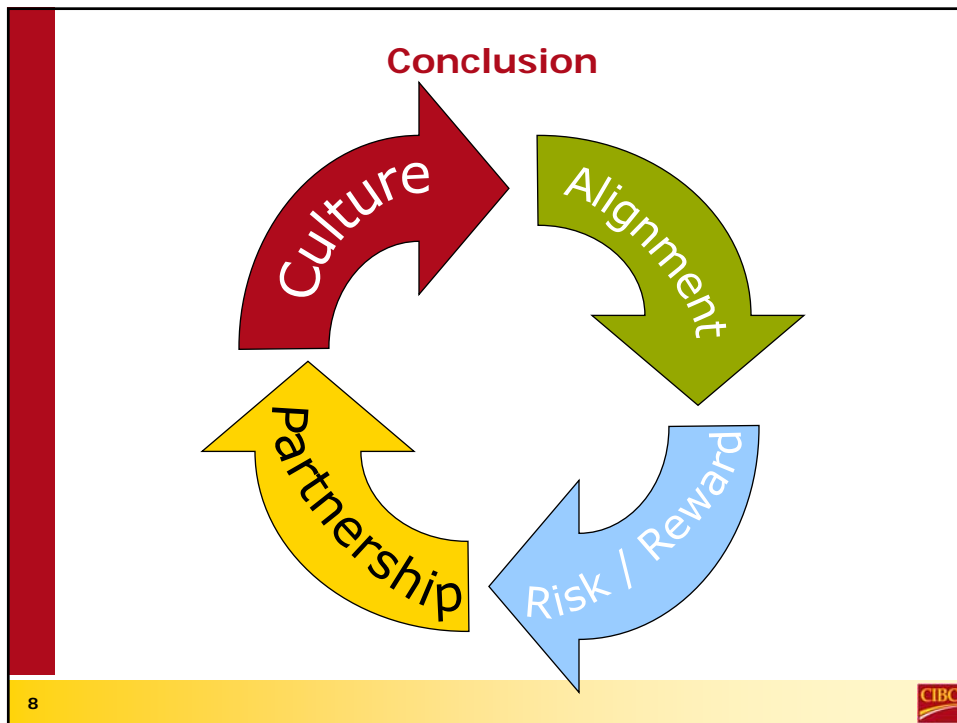 Conclusion
Culture
Alignment
Risk / Reward
Partnership
8
CIBC